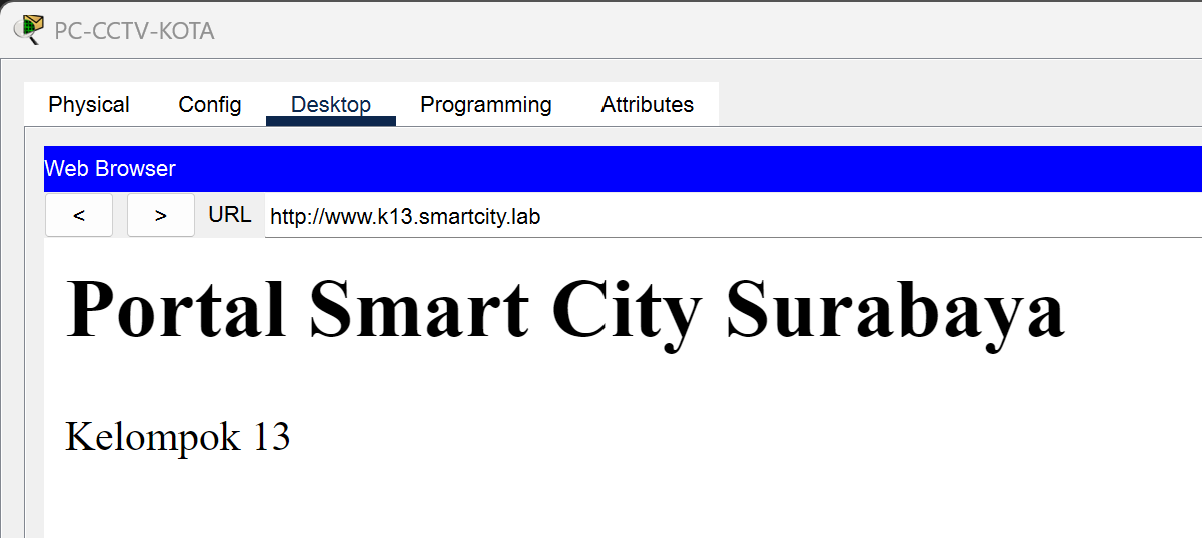 PC-CCTV-KOTA
Physical Config Desktop Programming Attributes
Web Browser
< > URL http://www.k13.smartcity.lab
Portal Smart City Surabaya
Kelompok 13